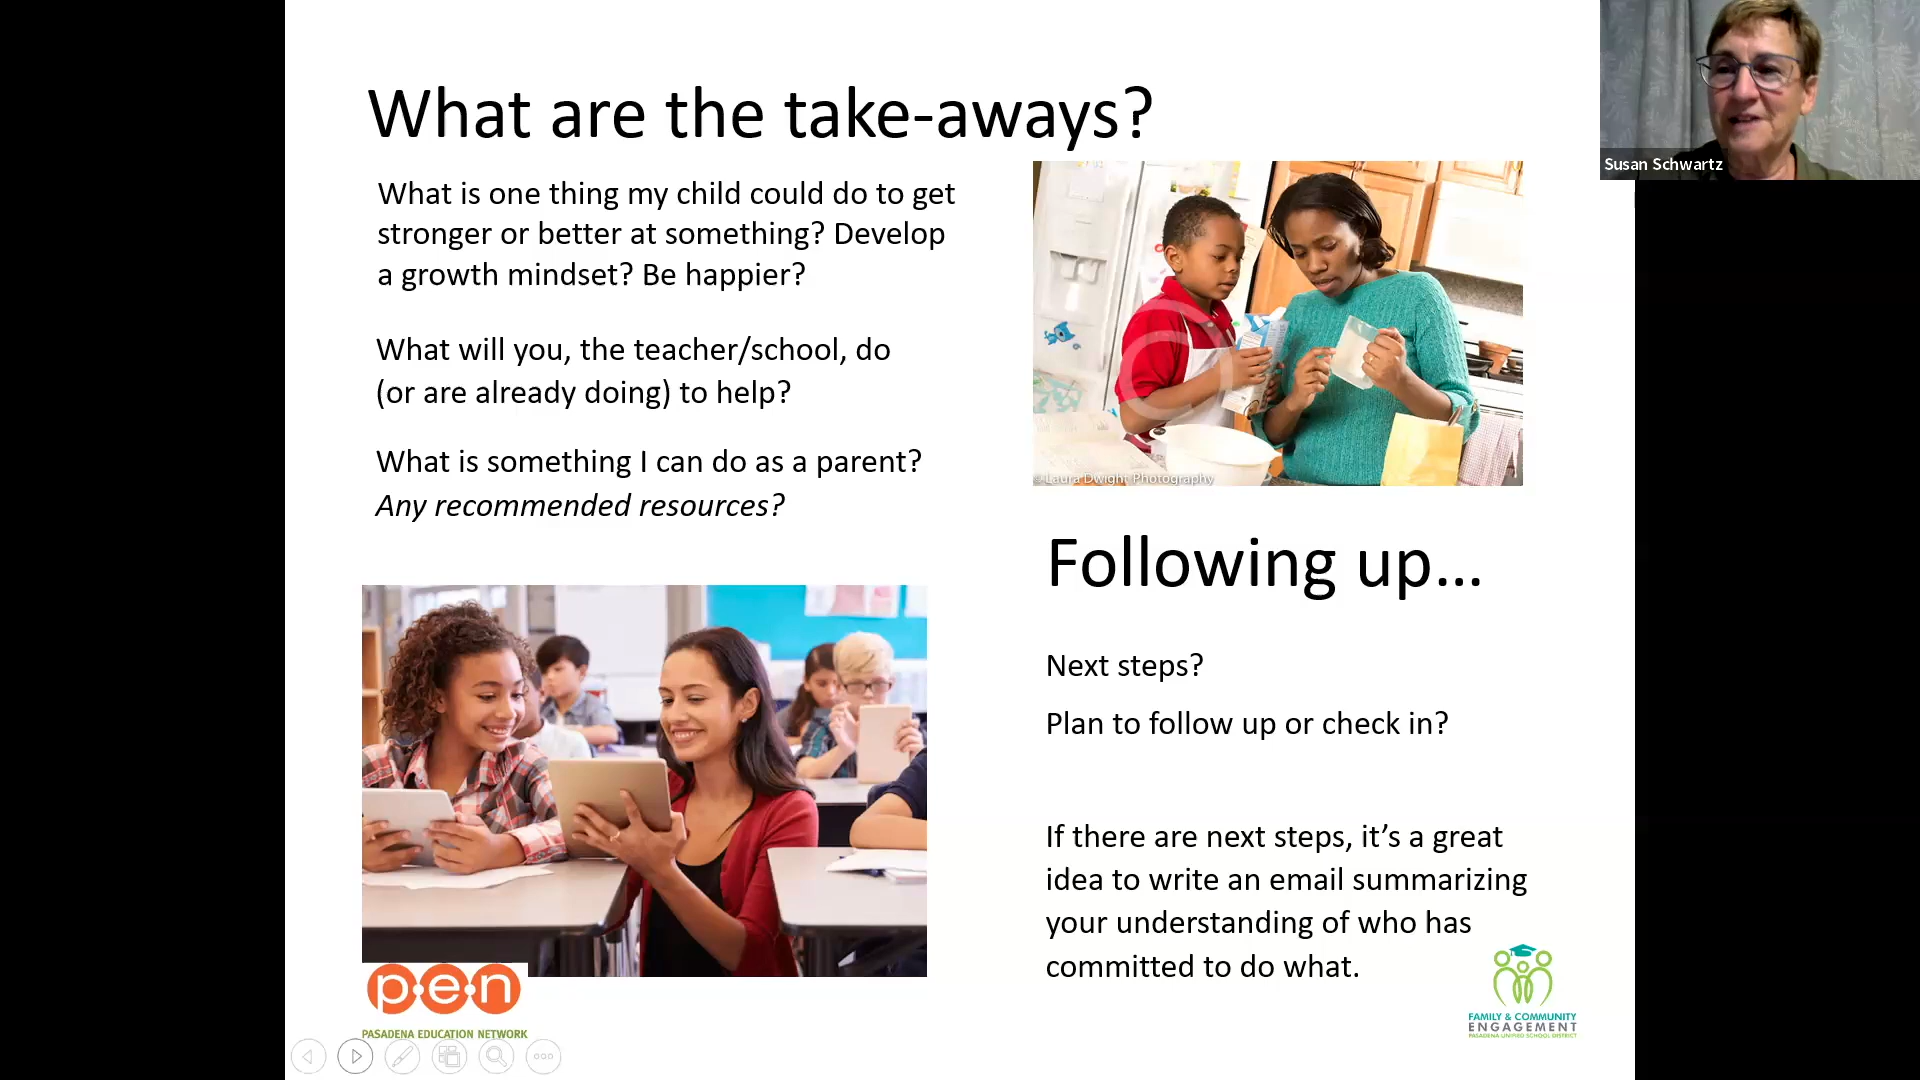 What are the take-aways?
What is one thing my child could do to get
stronger or better at something? Develop
a growth mindset? Be happier?
What will you, the teacher/school, do
(or are already doing) to help?
What is something I can do as a parent?
Any recommended resources?
© Laura Dwight Photography
Following up...
Next steps?
Plan to follow up or check in?
If there are next steps, it’s a great
idea to write an email summarizing
your understanding of who has
committed to do what.
p•e•n
PASADENA EDUCATION NETWORK
FAMILY & COMMUNITY
ENGAGEMENT
PASADENA UNIFIED SCHOOL DISTRICT
Susan Schwartz